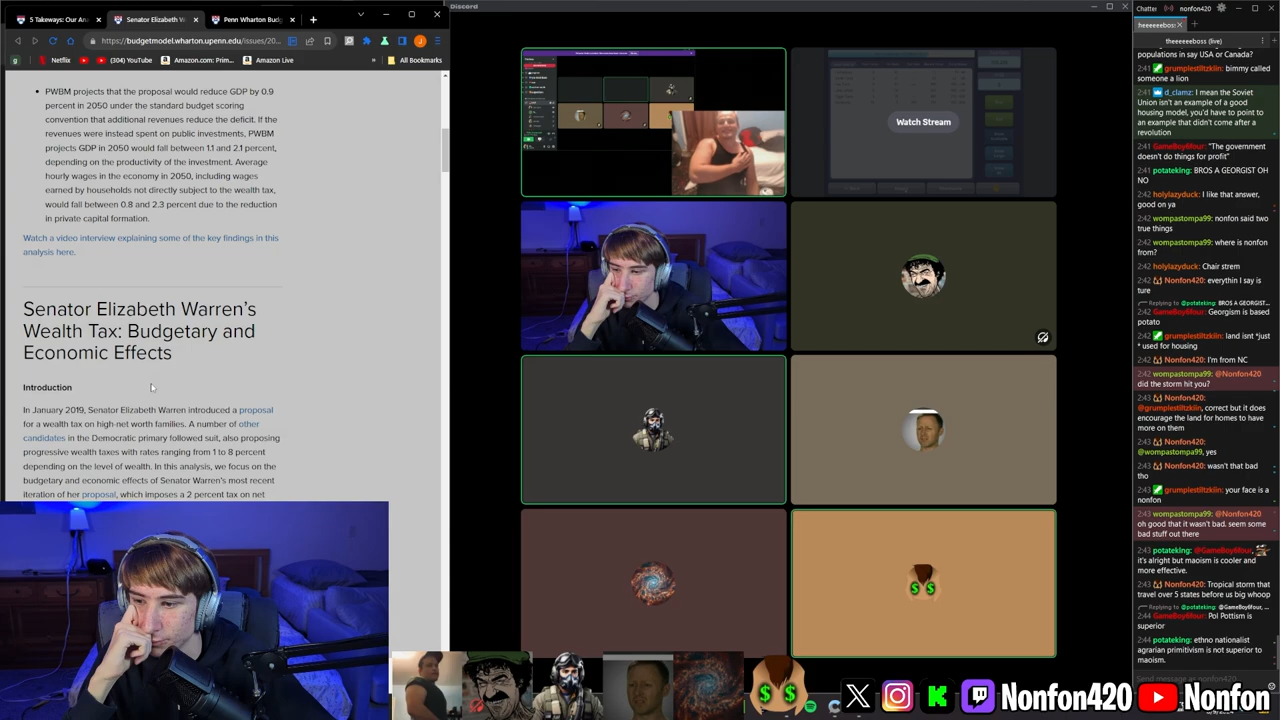 5 Takeways: Our An
Senator Elizabeth W
Penn Wharton Budg
https://budgetmodel.wharton.upenn.edu/issues/20...
Netflix
(304) YouTube
Amazon.com: Prim...
Amazon Live
All Bookmarks
PWBM projects that the proposal would reduce GDP by 0.9
percent in 2050 under the standard budget scoring
convention that additional revenues reduce the deficit. If the
revenues were instead spent on public investments, PWBM
projects GDP in 2050 would fall between 1.1 and 2.1 percent,
depending on the productivity of the investment. Average
hourly wages in the economy in 2050, including wages
earned by households not directly subject to the wealth tax,
would fall between 0.8 and 2.3 percent due to the reduction
in private capital formation.
Watch a video interview explaining some of the key findings in this
analysis here.
Senator Elizabeth Warren's
Wealth Tax: Budgetary and
Economic Effects
Introduction
In January 2019, Senator Elizabeth Warren introduced a proposal
for a wealth tax on high-net worth families. A number of other
candidates in the Democratic primary followed suit, also proposing
progressive wealth taxes with rates ranging from 1 to 8 percent
depending on the level of wealth. In this analysis, we focus on the
budgetary and economic effects of Senator Warren's most recent
iteration of her proposal, which imposes a 2 percent tax on net
Discord
Watch Stream
Chatter
nonfon420
theeeeeboss
theeeeeboss (live)
populations in say USA or Canada?
2:41 grumplestiltzkiin: bimmy called
someone a lion
2:41 d_clamz: I mean the Soviet
Union isn't an example of a good
housing model, you'd have to point to
an example that didn't come after a
revolution
2:41 GameBoy6four: "The government
doesn't do things for profit"
2:41 potateking: BROS A GEORGIST OH
NO
2:42 holylazyduck: I like that answer,
good on ya
2:42 wompastompa99: nonfon said two
true things
2:42 wompastompa99: where is nonfon
from?
2:42 holylazyduck: Chair strem
2:42 Nonfon420: everythin I say is
ture
Replying to @potateking: BROS A GEORGIS...
2:42 GameBoy6four: Georgism is based
potato
2:42 grumplestiltzkiin: land isnt *just
* used for housing
2:42 Nonfon420: I'm from NC
2:42 wompastompa99: @Nonfon420
did the storm hit you?
2:43 Nonfon420:
@grumplestiltzkiin, correct but it does
encourage the land for homes to have
more on them
2:43 Nonfon420:
@wompastompa99, yes
2:43 Nonfon420: wasn't that bad
tho
2:43 grumplestiltzkiin: your face is a
nonfon
2:43 wompastompa99: @Nonfon420
oh good that it wasn't bad. seem some
bad stuff out there
2:43 potateking: @GameBoy6four,
it's alright but maoism is cooler and
more effective.
2:43 Nonfon420: Tropical storm that
travel over 5 states before us big whoop
Replying to @potateking: @GameBoy6four, ...
2:44 GameBoy6four: Pol Pottism is
superior
2:44 potateking: ethno nationalist
agrarian primitivism is not superior to
maoism.
Send message as nonfon420...
Nonfon420
Nonfon